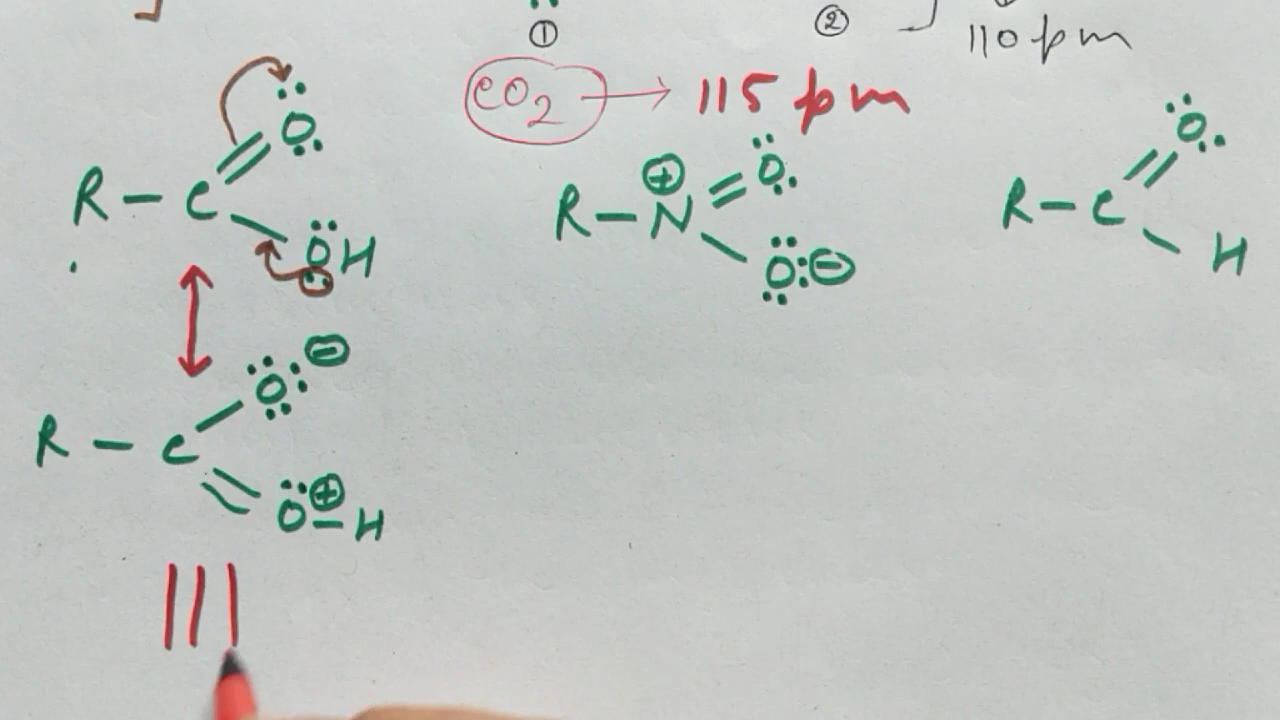 ① ② 110 pm
CO₂ → 115 pm
R – C = O
OH
R – N ⊕ = O
O ⊖
R – C = O
H
R – C – O ⊖
= O ⊕ – H
|||